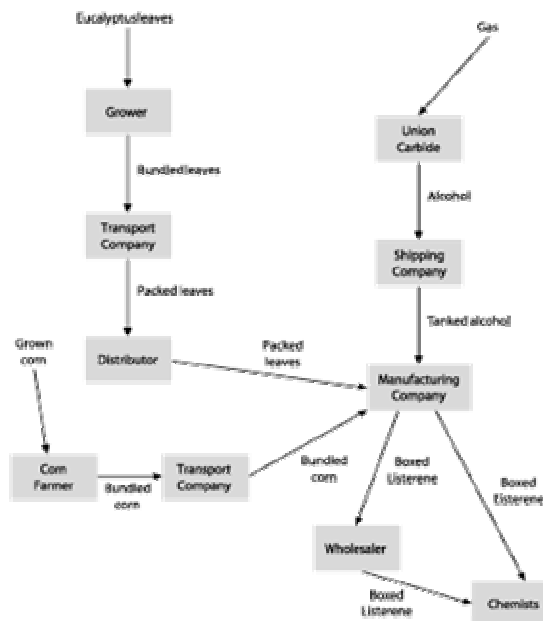 Eucalyptusleaves
Gas
Grower
Union
Carbide
Bundledleaves
Alcohol
Transport
Company
Shipping
Company
Packed leaves
Tanked alcohol
Grown
corn
Distributor
Packed
leaves
Manufacturing
Company
Corn
Farmer
Bundled
corn
Transport
Company
Bundled
corn
Boxed
Listerene
Boxed
Listerene
Wholesaler
Boxed
Listerene
Chemists